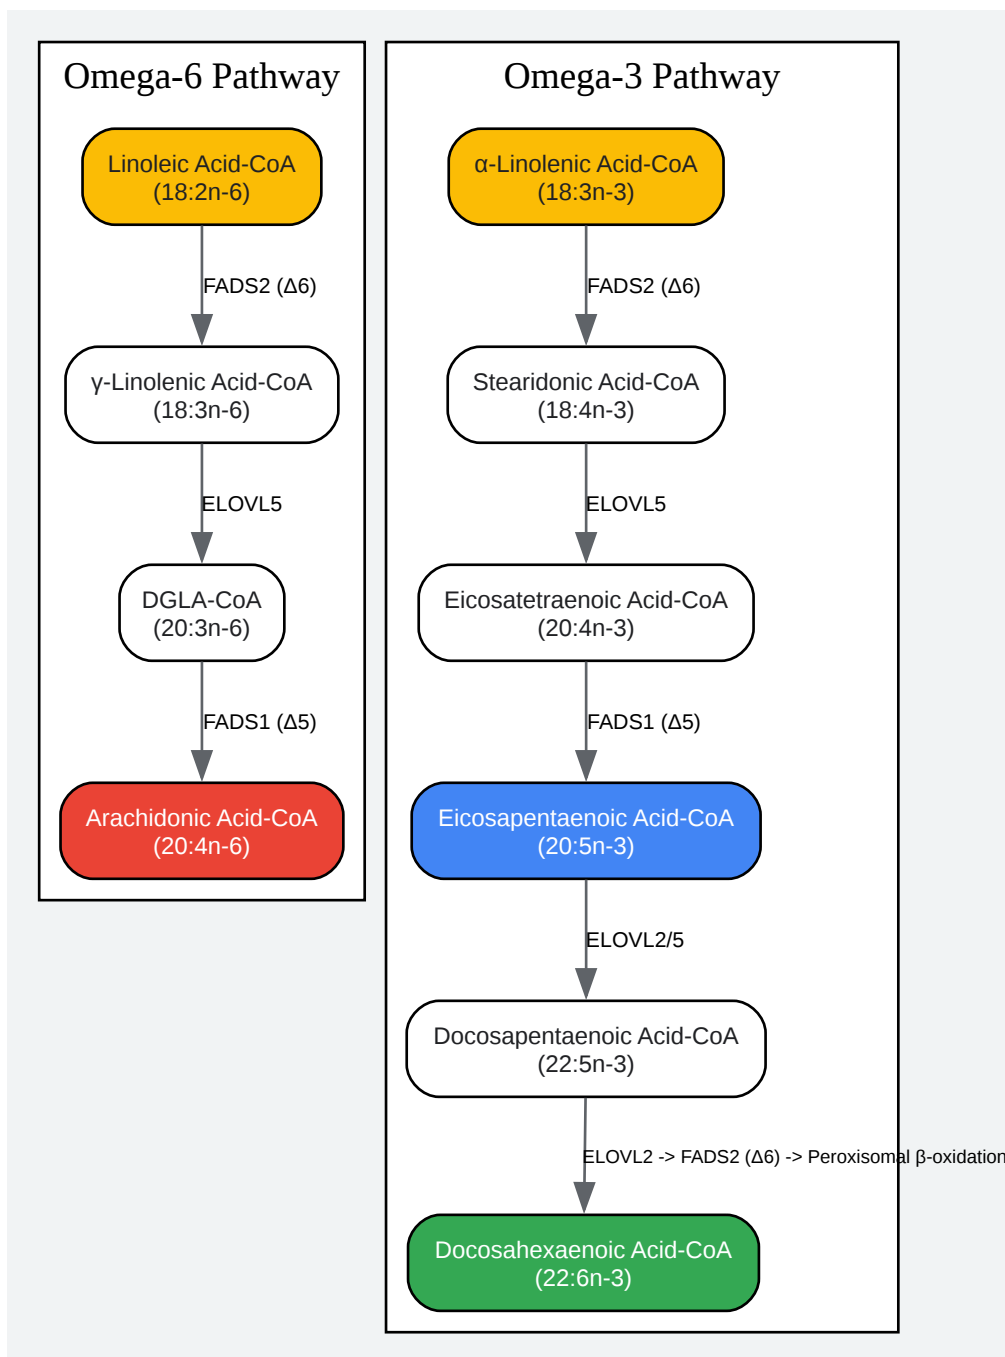 Omega-6 Pathway
Linoleic Acid-CoA
(18:2n-6)
FADS2 (Δ6)
γ-Linolenic Acid-CoA
(18:3n-6)
ELOVL5
DGLA-CoA
(20:3n-6)
FADS1 (Δ5)
Arachidonic Acid-CoA
(20:4n-6)
Omega-3 Pathway
α-Linolenic Acid-CoA
(18:3n-3)
FADS2 (Δ6)
Stearidonic Acid-CoA
(18:4n-3)
ELOVL5
Eicosatetraenoic Acid-CoA
(20:4n-3)
FADS1 (Δ5)
Eicosapentaenoic Acid-CoA
(20:5n-3)
ELOVL2/5
Docosapentaenoic Acid-CoA
(22:5n-3)
ELOVL2 -> FADS2 (Δ6) -> Peroxisomal β-oxidation
Docosahexaenoic Acid-CoA
(22:6n-3)